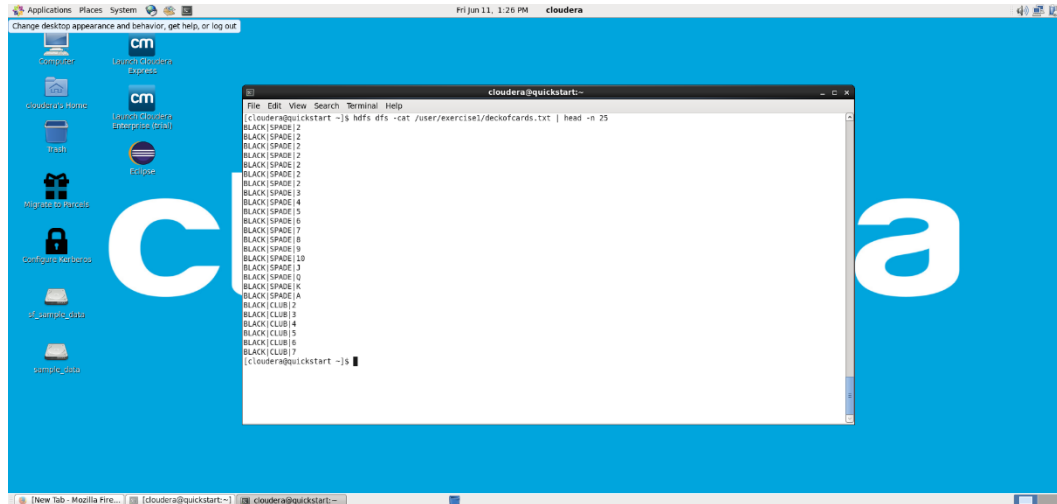 Applications Places System
Fri Jun 11, 1:26 PM cloudera
Change desktop appearance and behavior, get help, or log out
Computer
Launch Cloudera
Express
cloudera's Home
Launch Cloudera
Enterprise (trial)
Trash
Eclipse
Migrate to Parcels
Configure Kerberos
sf_sample_data
sample_data
cm
cm
cl
a
cloudera@quickstart:~
File Edit View Search Terminal Help
[cloudera@quickstart ~]$ hdfs dfs -cat /user/exercise1/deckofcards.txt | head -n 25
BLACK|SPADE|2
BLACK|SPADE|2
BLACK|SPADE|2
BLACK|SPADE|2
BLACK|SPADE|2
BLACK|SPADE|2
BLACK|SPADE|2
BLACK|SPADE|3
BLACK|SPADE|4
BLACK|SPADE|5
BLACK|SPADE|6
BLACK|SPADE|7
BLACK|SPADE|8
BLACK|SPADE|9
BLACK|SPADE|10
BLACK|SPADE|J
BLACK|SPADE|Q
BLACK|SPADE|K
BLACK|SPADE|A
BLACK|CLUB|2
BLACK|CLUB|3
BLACK|CLUB|4
BLACK|CLUB|5
BLACK|CLUB|6
BLACK|CLUB|7
[cloudera@quickstart ~]$
[New Tab - Mozilla Fire... [cloudera@quickstart:~] cloudera@quickstart:~